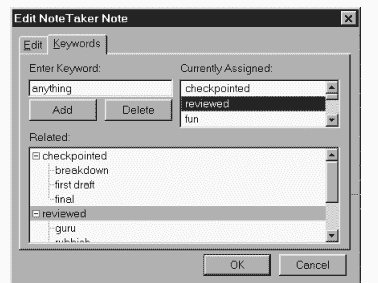 Edit NoteTaker Note
Edit Keywords
Enter Keyword:
anything
Add Delete
Currently Assigned:
checkpointed
reviewed
fun
Related:
checkpointed
breakdown
first draft
final
reviewed
guru
OK Cancel